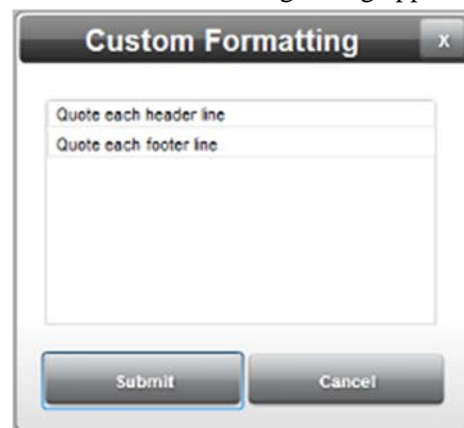 Custom Formatting x
Quote each header line
Quote each footer line
Submit Cancel